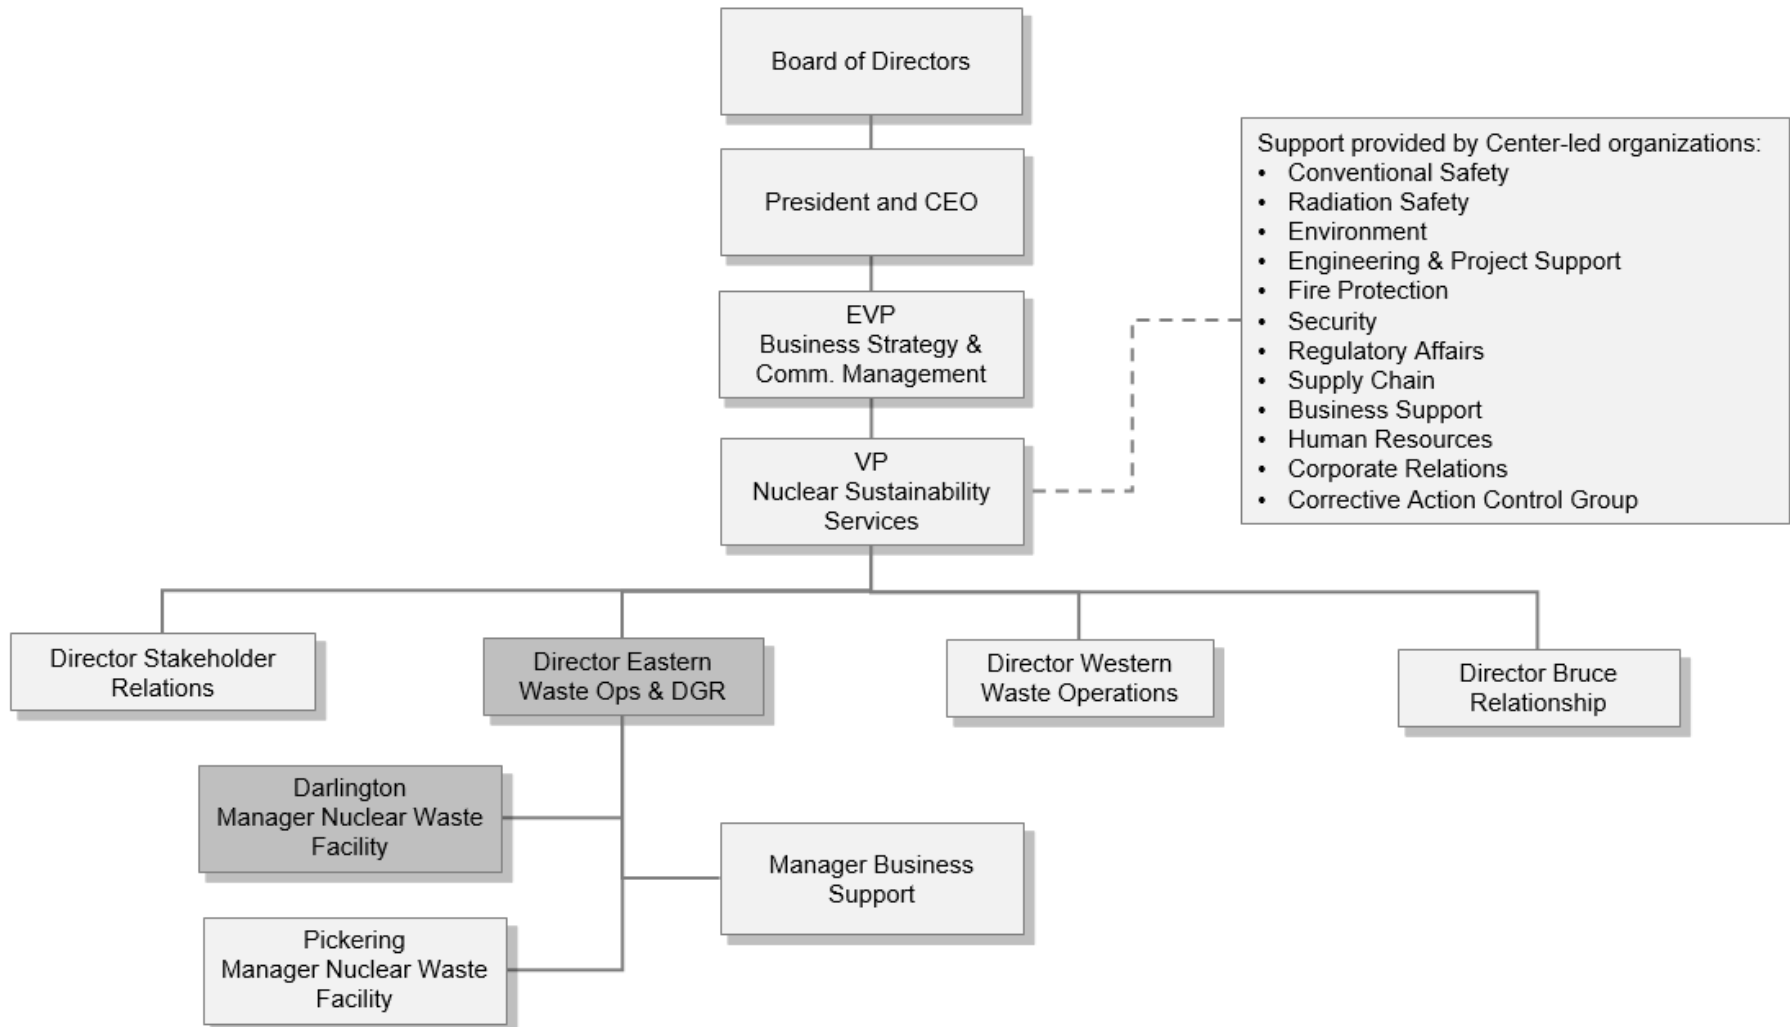 Board of Directors
President and CEO
EVP
Business Strategy &
Comm. Management
VP
Nuclear Sustainability
Services
Support provided by Center-led organizations:
• Conventional Safety
• Radiation Safety
• Environment
• Engineering & Project Support
• Fire Protection
• Security
• Regulatory Affairs
• Supply Chain
• Business Support
• Human Resources
• Corporate Relations
• Corrective Action Control Group
Director Stakeholder
Relations
Director Eastern
Waste Ops & DGR
Director Western
Waste Operations
Director Bruce
Relationship
Darlington
Manager Nuclear Waste
Facility
Manager Business
Support
Pickering
Manager Nuclear Waste
Facility